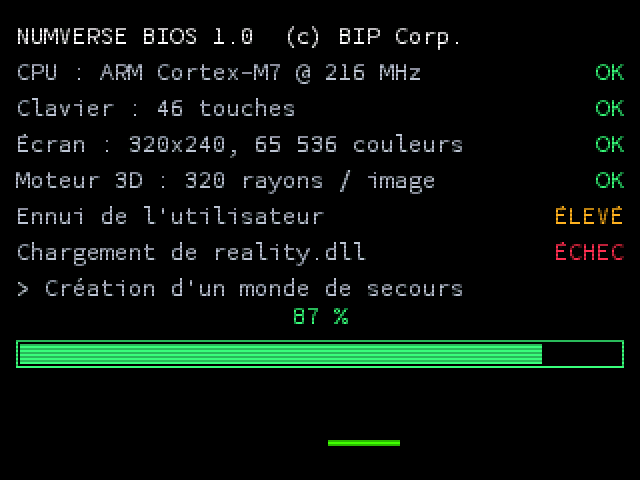 NUMVERSE BIOS 1.0  (c) BIP Corp.
CPU : ARM Cortex-M7 @ 216 MHz OK
Clavier : 46 touches OK
Écran : 320x240, 65 536 couleurs OK
Moteur 3D : 320 rayons / image OK
Ennui de l'utilisateur ÉLEVÉ
Chargement de reality.dll ÉCHEC
> Création d'un monde de secours
87 %